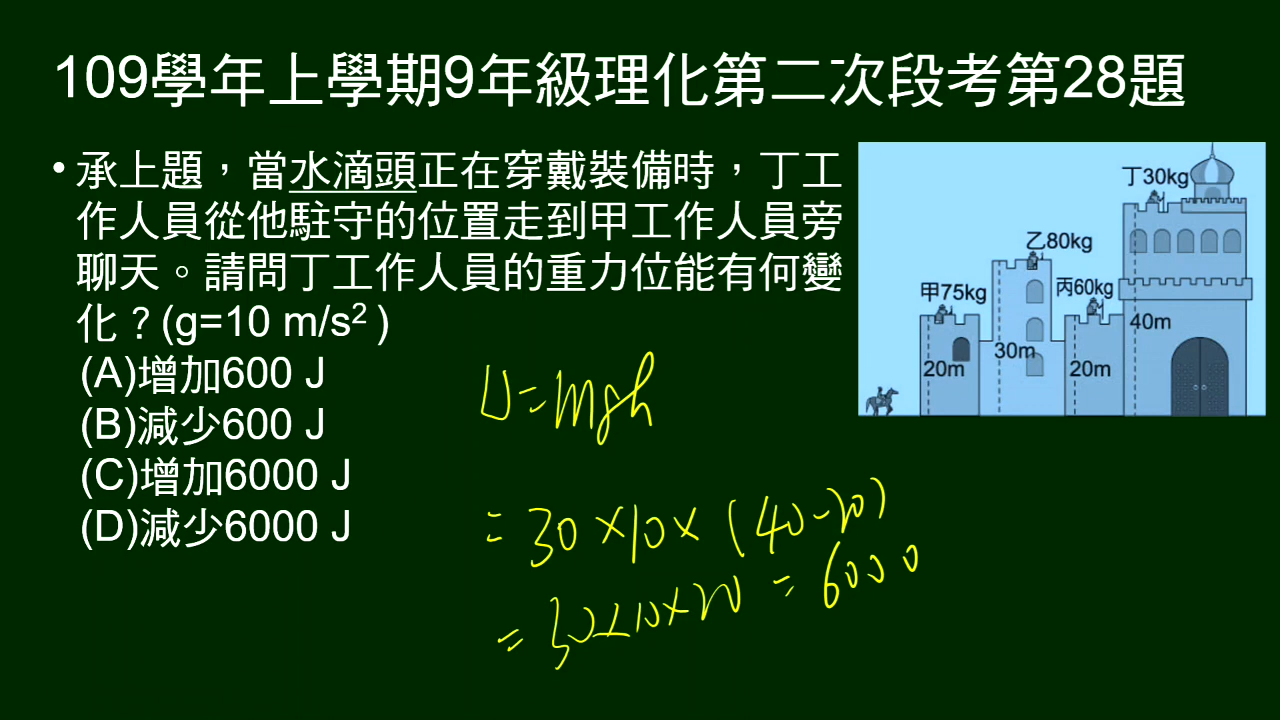 109學年上學期9年級理化第二次段考第28題
• 承上題，當水滴頭正在穿戴裝備時，丁工
作人員從他駐守的位置走到甲工作人員旁
聊天。請問丁工作人員的重力位能有何變
化？(g=10 m/s² )
(A)增加600 J
(B)減少600 J
(C)增加6000 J
(D)減少6000 J
丁30kg
乙80kg
甲75kg
丙60kg
40m
30m
20m
20m
U=mgh
=30×10×(40-20)
=30×10×20=6000